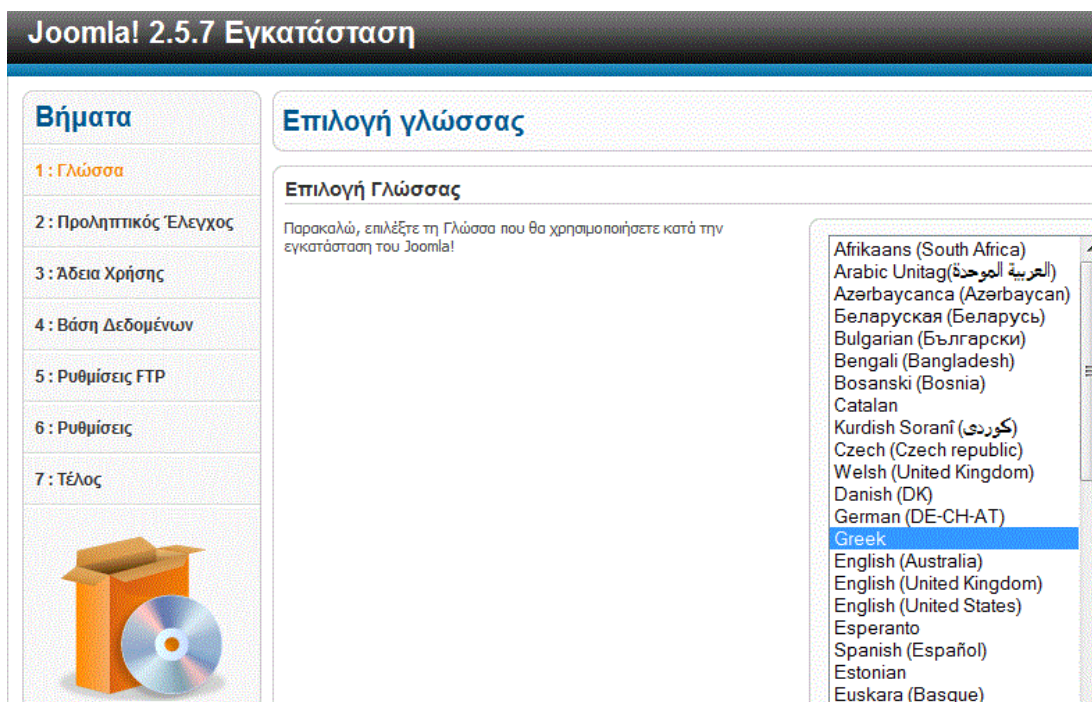 Joomla! 2.5.7 Εγκατάσταση
Βήματα
1 : Γλώσσα
2 : Προληπτικός Έλεγχος
3 : Άδεια Χρήσης
4 : Βάση Δεδομένων
5 : Ρυθμίσεις FTP
6 : Ρυθμίσεις
7 : Τέλος
Επιλογή γλώσσας
Επιλογή Γλώσσας
Παρακαλώ, επιλέξτε τη Γλώσσα που θα χρησιμοποιήσετε κατά την
εγκατάσταση του Joomla!
Afrikaans (South Africa)
Arabic Unitag (العربية الموحدة)
Azərbaycanca (Azərbaycan)
Беларуская (Беларусь)
Bulgarian (Български)
Bengali (Bangladesh)
Bosanski (Bosnia)
Catalan
Kurdish Soranî (كوردى)
Czech (Czech republic)
Welsh (United Kingdom)
Danish (DK)
German (DE-CH-AT)
Greek
English (Australia)
English (United Kingdom)
English (United States)
Esperanto
Spanish (Español)
Estonian
Euskara (Basque)